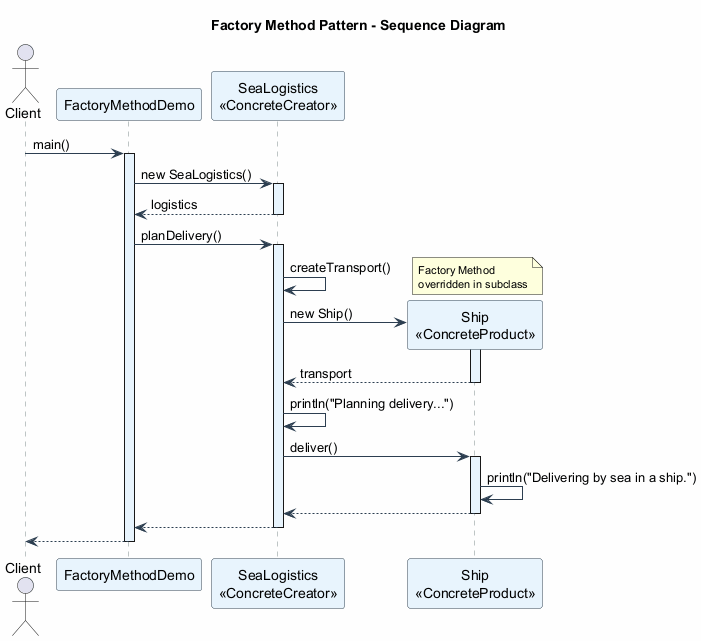 Factory Method Pattern - Sequence Diagram
Client
FactoryMethodDemo
SeaLogistics
«ConcreteCreator»
main()
new SeaLogistics()
logistics
planDelivery()
createTransport()
Factory Method
overridden in subclass
new Ship()
Ship
«ConcreteProduct»
transport
println("Planning delivery...")
deliver()
println("Delivering by sea in a ship.")
Client
FactoryMethodDemo
SeaLogistics
«ConcreteCreator»
Ship
«ConcreteProduct»